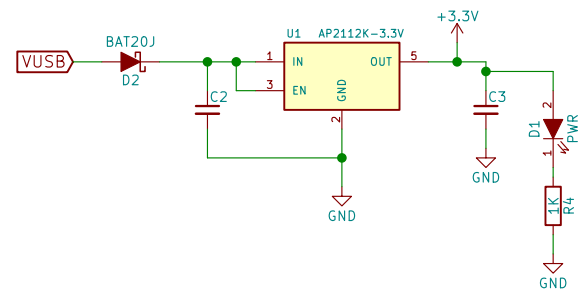 +3.3V
U1 AP2112K-3.3V
BAT20J
VUSB
D2
1 IN OUT 5
3 EN
GND
2
C2
C3
2
D1
PWR
1
GND
1K
R4
GND
GND